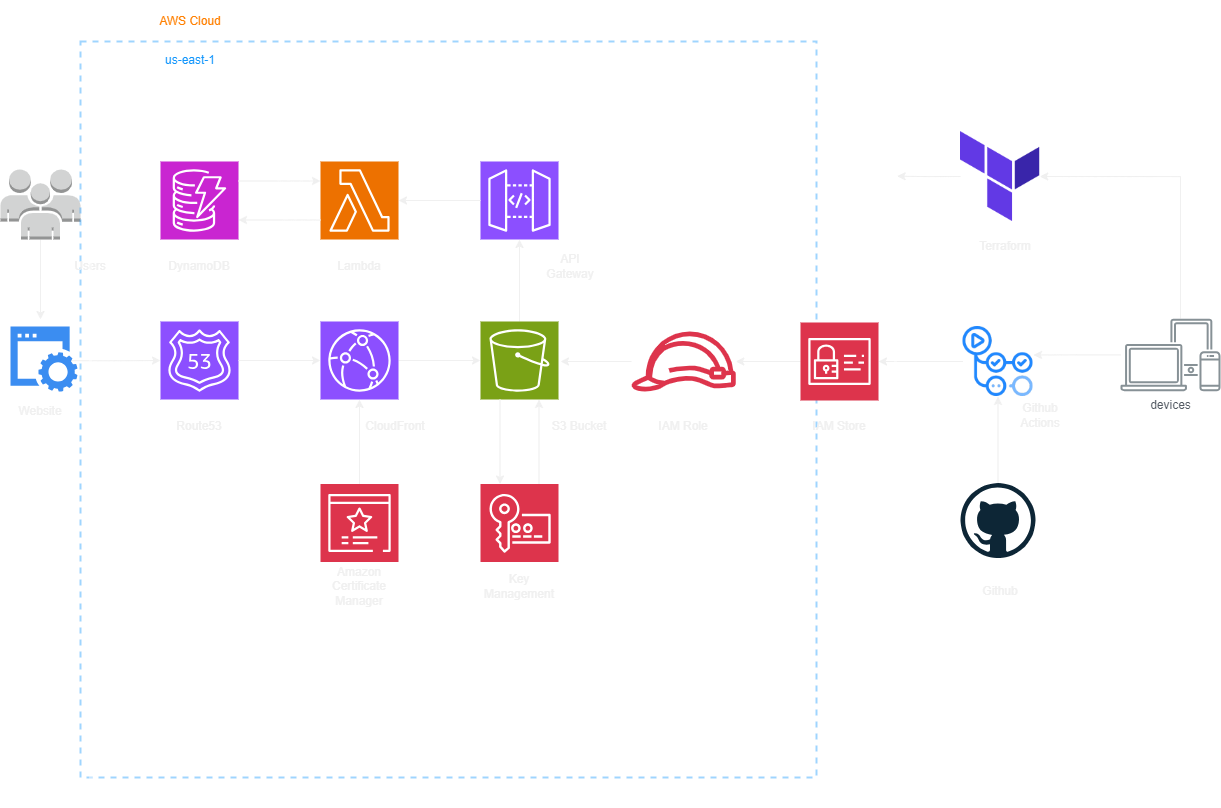 AWS Cloud
us-east-1
Users
DynamoDB
Lambda
API
Gateway
Terraform
53
Website
Route53
CloudFront
S3 Bucket
IAM Role
IAM Store
Github
Actions
devices
Amazon
Certificate
Manager
Key
Management
Github